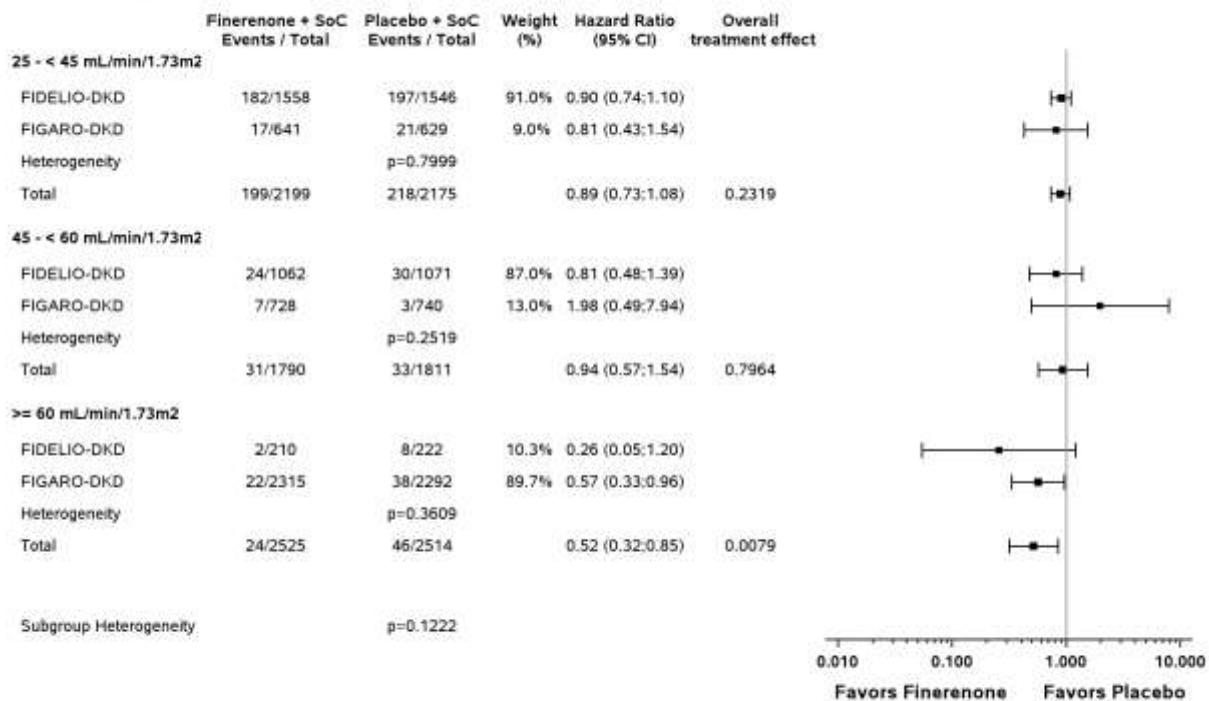 Finerenone + SoC Placebo + SoC Weight Hazard Ratio Overall
Events / Total Events / Total (%) (95% CI) treatment effect
25 - < 45 mL/min/1.73m2
FIDELIO-DKD 182/1558 197/1546 91.0% 0.90 (0.74;1.10)
FIGARO-DKD 17/641 21/629 9.0% 0.81 (0.43;1.54)
Heterogeneity p=0.7999
Total 199/2199 218/2175 0.89 (0.73;1.08) 0.2319
45 - < 60 mL/min/1.73m2
FIDELIO-DKD 24/1062 30/1071 87.0% 0.81 (0.48;1.39)
FIGARO-DKD 7/728 3/740 13.0% 1.98 (0.49;7.94)
Heterogeneity p=0.2519
Total 31/1790 33/1811 0.94 (0.57;1.54) 0.7964
>= 60 mL/min/1.73m2
FIDELIO-DKD 2/210 8/222 10.3% 0.26 (0.05;1.20)
FIGARO-DKD 22/2315 38/2292 89.7% 0.57 (0.33;0.96)
Heterogeneity p=0.3609
Total 24/2525 46/2514 0.52 (0.32;0.85) 0.0079
Subgroup Heterogeneity p=0.1222
0.010 0.100 1.000 10.000
Favors Finerenone Favors Placebo